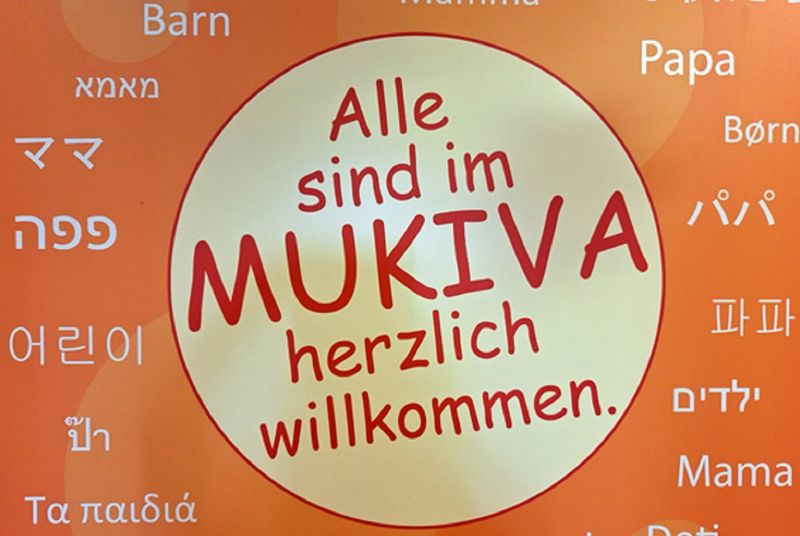 Barn
Mamma
Papa
מאמא
Børn
ママ
פפה
パパ
Alle
sind im
MUKIVA
herzlich
willkommen.
어린이
파파
ילדים
ป๊า
Mama
Τα παιδιά